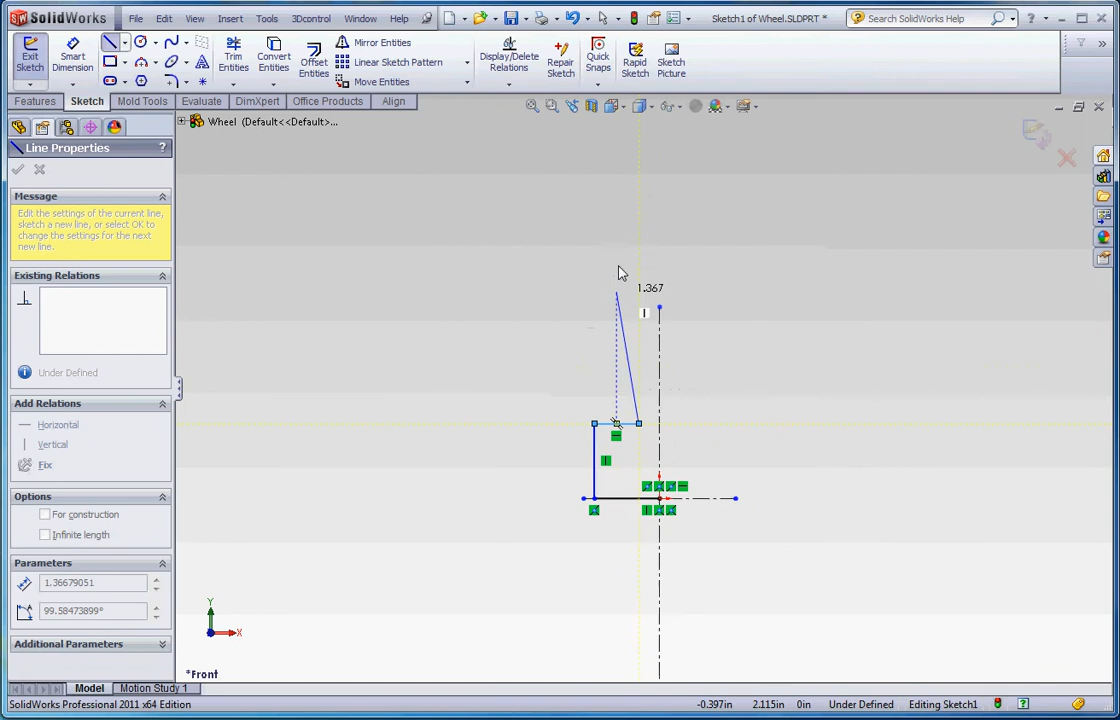 SolidWorks File Edit View Insert Tools 3Dcontrol Window Help Sketch1 of Wheel.SLDPRT * Search SolidWorks Help
Exit Sketch
Smart Dimension
Trim Entities
Convert Entities
Offset Entities
Mirror Entities
Linear Sketch Pattern
Move Entities
Display/Delete Relations
Repair Sketch
Quick Snaps
Rapid Sketch
Sketch Picture
Features Sketch Mold Tools Evaluate DimXpert Office Products Align
Wheel (Default<<Default>...
Line Properties ?
Message
Edit the settings of the current line,
sketch a new line, or select OK to
change the settings for the next
new line.
Existing Relations
Under Defined
Add Relations
Horizontal
Vertical
Fix
Options
For construction
Infinite length
Parameters
1.36679051
99.58473899°
Additional Parameters
1.367
Y
X
*Front
Model Motion Study 1
SolidWorks Professional 2011 x64 Edition -0.397in 2.115in 0in Under Defined Editing Sketch1